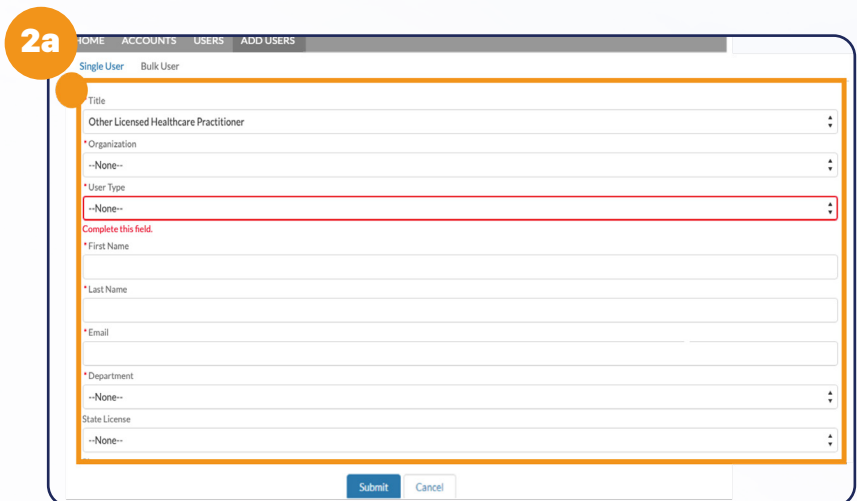 2a
HOME ACCOUNTS USERS ADD USERS
Single User Bulk User
Title
Other Licensed Healthcare Practitioner
*Organization
--None--
*User Type
--None--
Complete this field.
*First Name
*Last Name
*Email
*Department
--None--
State License
--None--
Submit Cancel